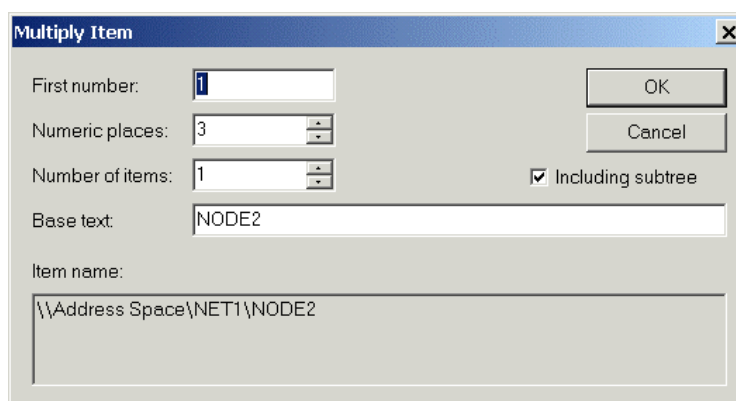 Multiply Item
First number: 1
OK
Numeric places: 3
Cancel
Number of items: 1
Including subtree
Base text: NODE2
Item name:
\\Address Space\NET1\NODE2